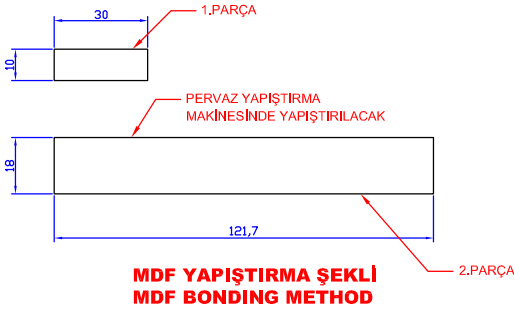 30
1.PARÇA
10
PERVAZ YAPIŞTIRMA
MAKİNESİNDE YAPIŞTIRILACAK
18
121,7
2.PARÇA
MDF YAPIŞTIRMA ŞEKLİ
MDF BONDING METHOD